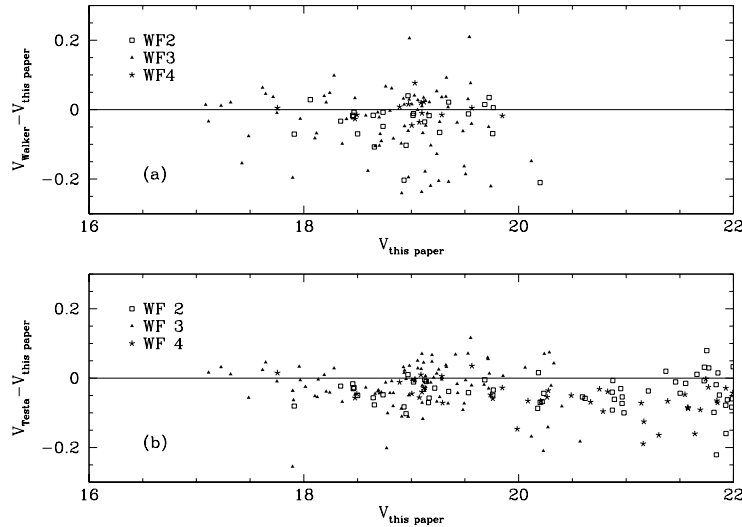 0.2
0
−0.2
V_Walker−V_this paper
WF2
WF3
WF4
(a)
16 18 20 22
V_this paper
0.2
0
−0.2
V_Testa−V_this paper
WF 2
WF 3
WF 4
(b)
16 18 20 22
V_this paper